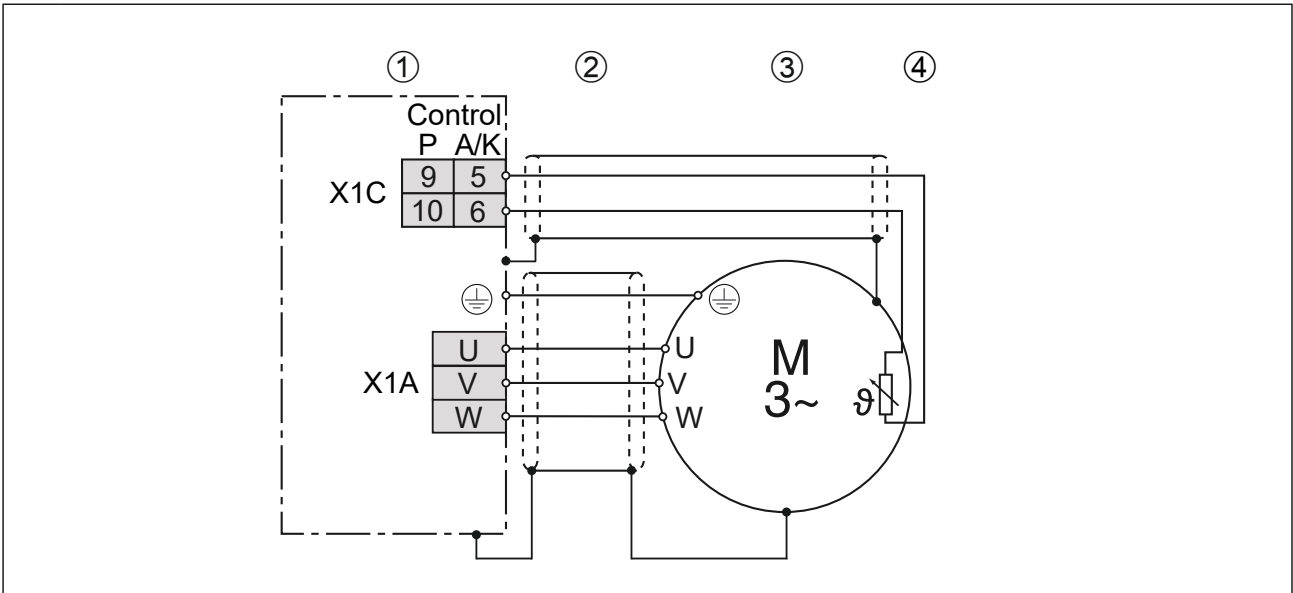 ① ② ③ ④
Control
P A/K
X1C
9 5
10 6
X1A
U
V
W
U
V
W
M
3~
ϑ